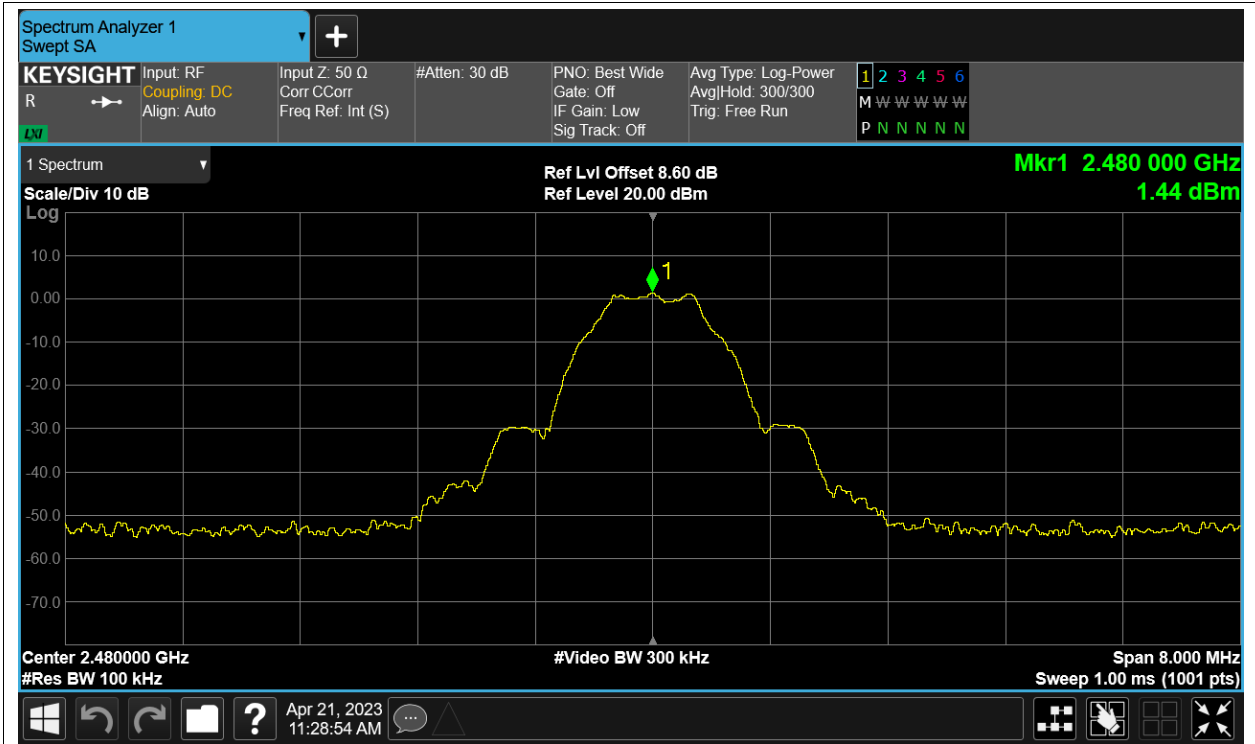 Spectrum Analyzer 1
Swept SA
KEYSIGHT
R
LXI
Input: RF
Coupling: DC
Align: Auto
Input Z: 50 Ω
Corr CCorr
Freq Ref: Int (S)
#Atten: 30 dB
PNO: Best Wide
Gate: Off
IF Gain: Low
Sig Track: Off
Avg Type: Log-Power
Avg|Hold: 300/300
Trig: Free Run
1 2 3 4 5 6
M W W W W W
P N N N N N
1 Spectrum
Scale/Div 10 dB
Ref Lvl Offset 8.60 dB
Ref Level 20.00 dBm
Mkr1 2.480 000 GHz
1.44 dBm
Log
10.0
0.00
-10.0
-20.0
-30.0
-40.0
-50.0
-60.0
-70.0
1
Center 2.480000 GHz
#Res BW 100 kHz
#Video BW 300 kHz
Span 8.000 MHz
Sweep 1.00 ms (1001 pts)
?
Apr 21, 2023
11:28:54 AM